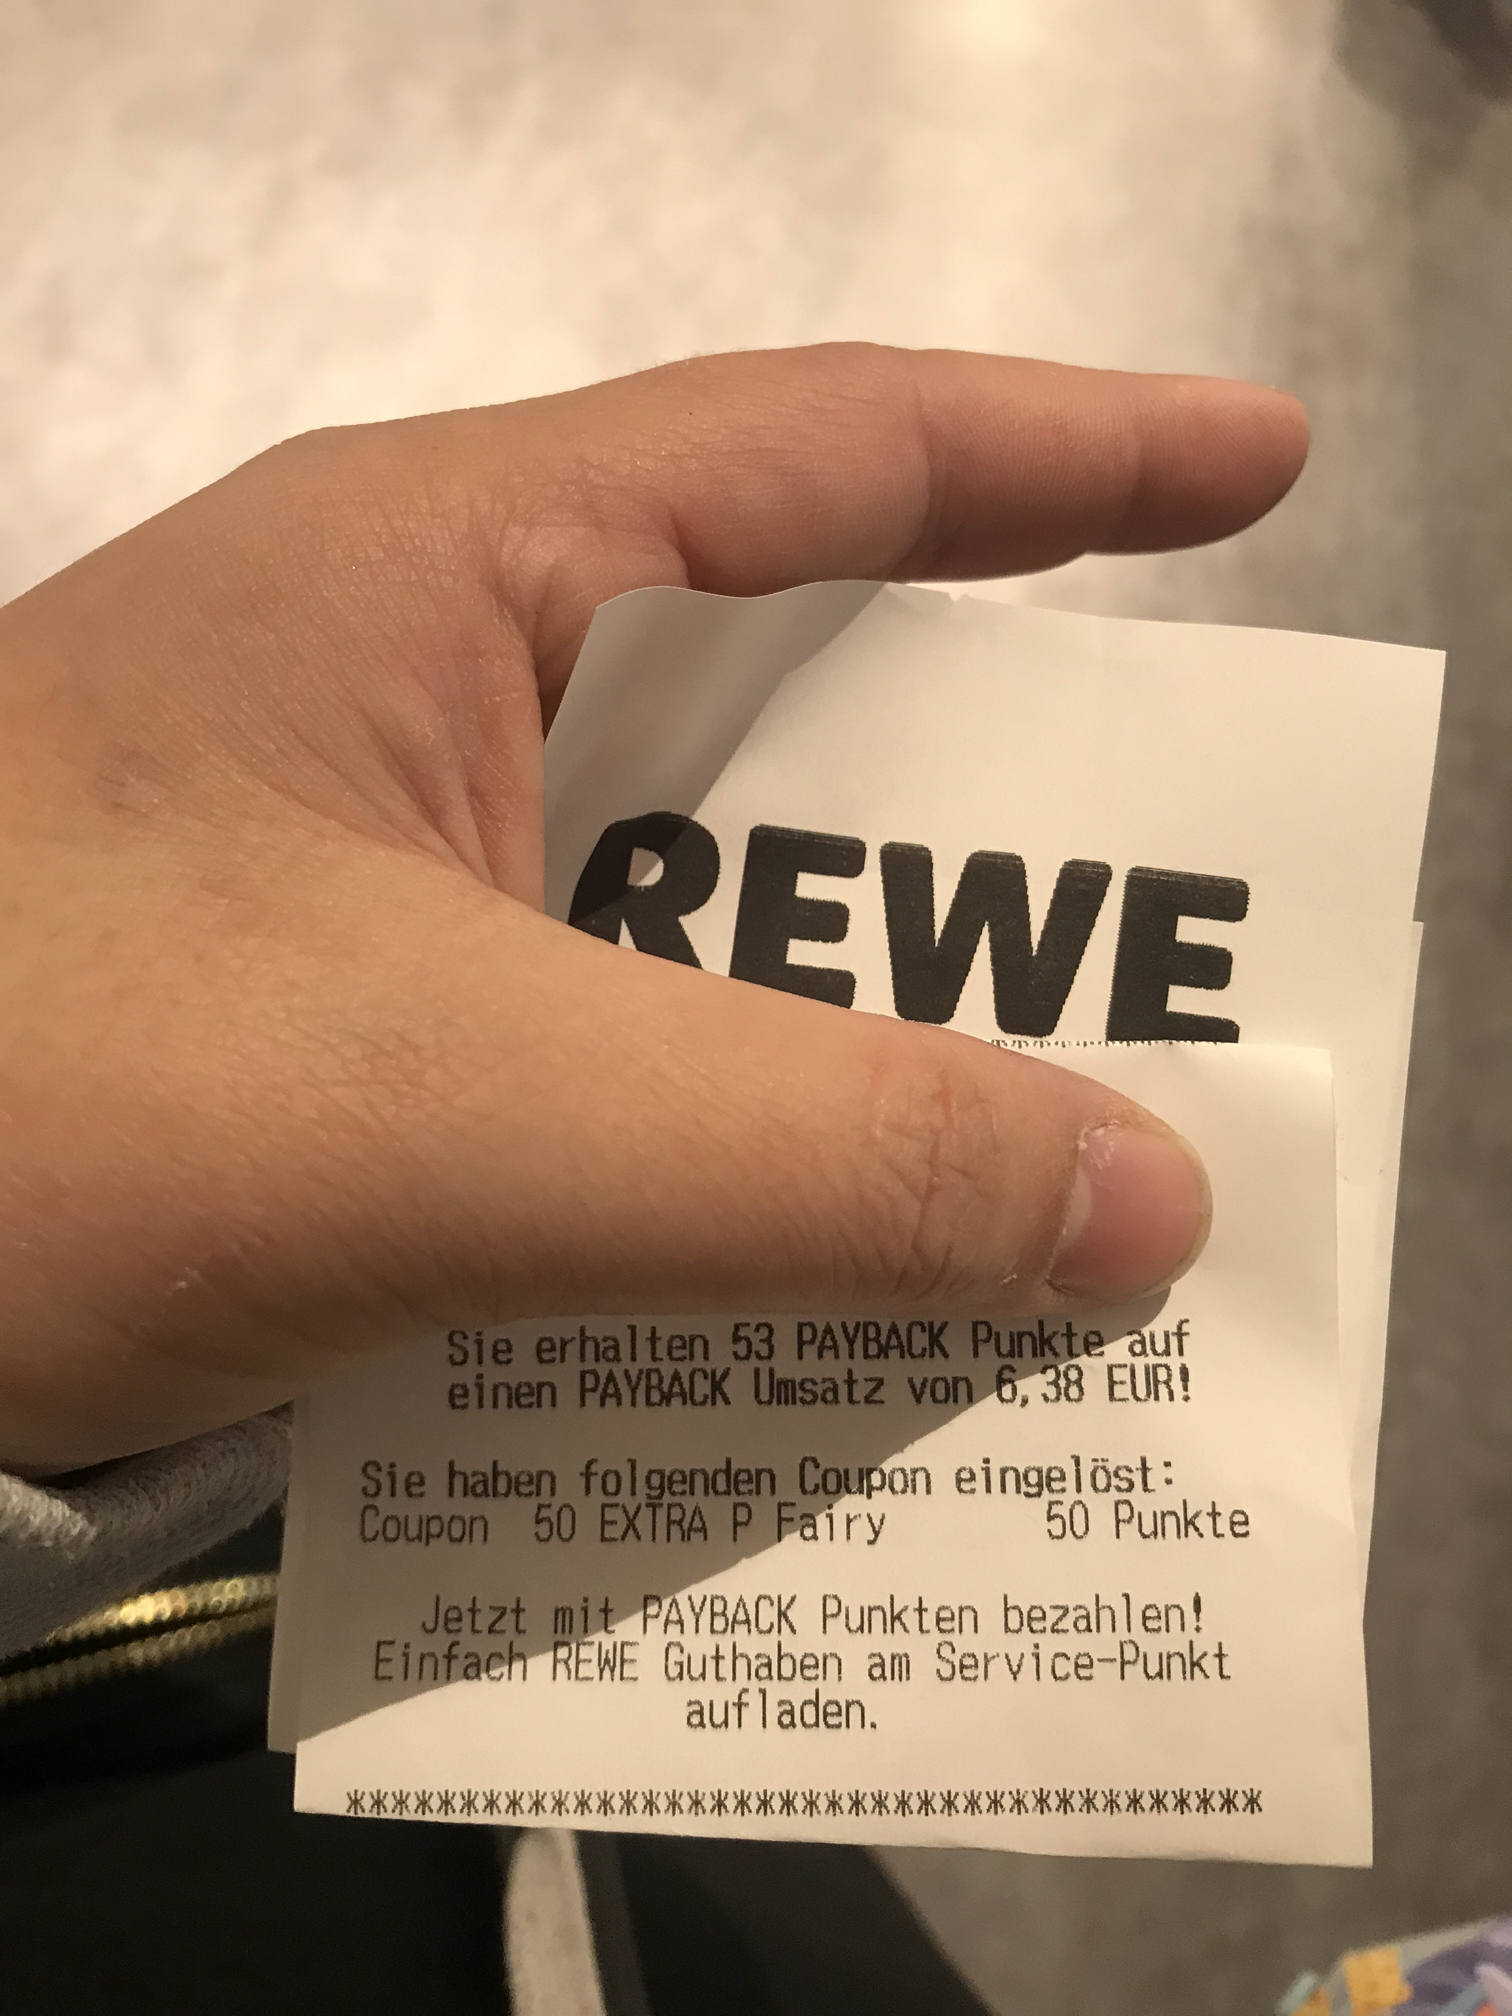 REWE
Sie erhalten 53 PAYBACK Punkte auf
einen PAYBACK Umsatz von 6,38 EUR!
Sie haben folgenden Coupon eingelöst:
Coupon 50 EXTRA P Fairy 50 Punkte
Jetzt mit PAYBACK Punkten bezahlen!
Einfach REWE Guthaben am Service-Punkt
aufladen.
****************************************